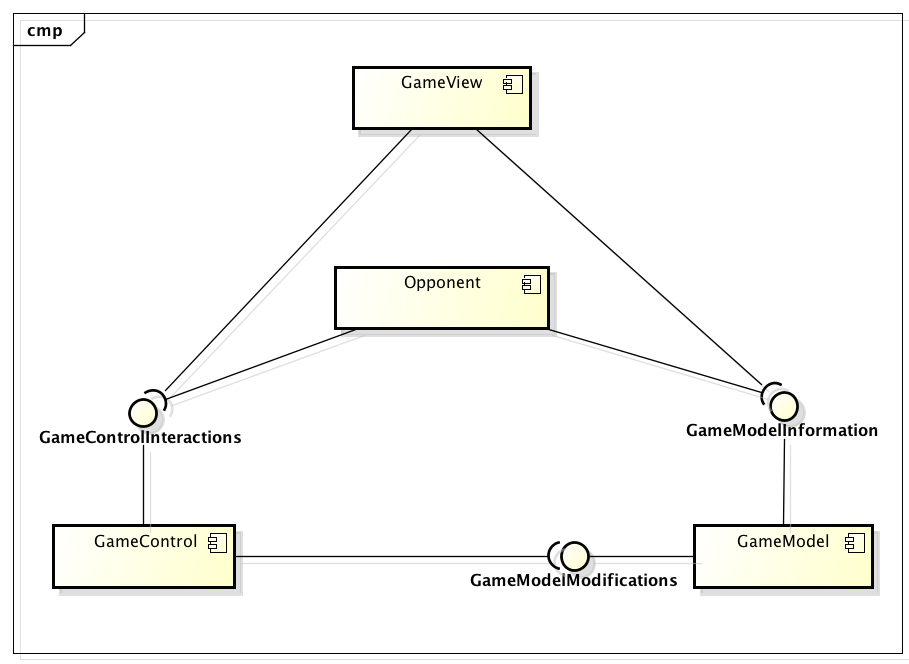 cmp
GameView
Opponent
GameControlInteractions
GameModelInformation
GameControl
GameModel
GameModelModifications